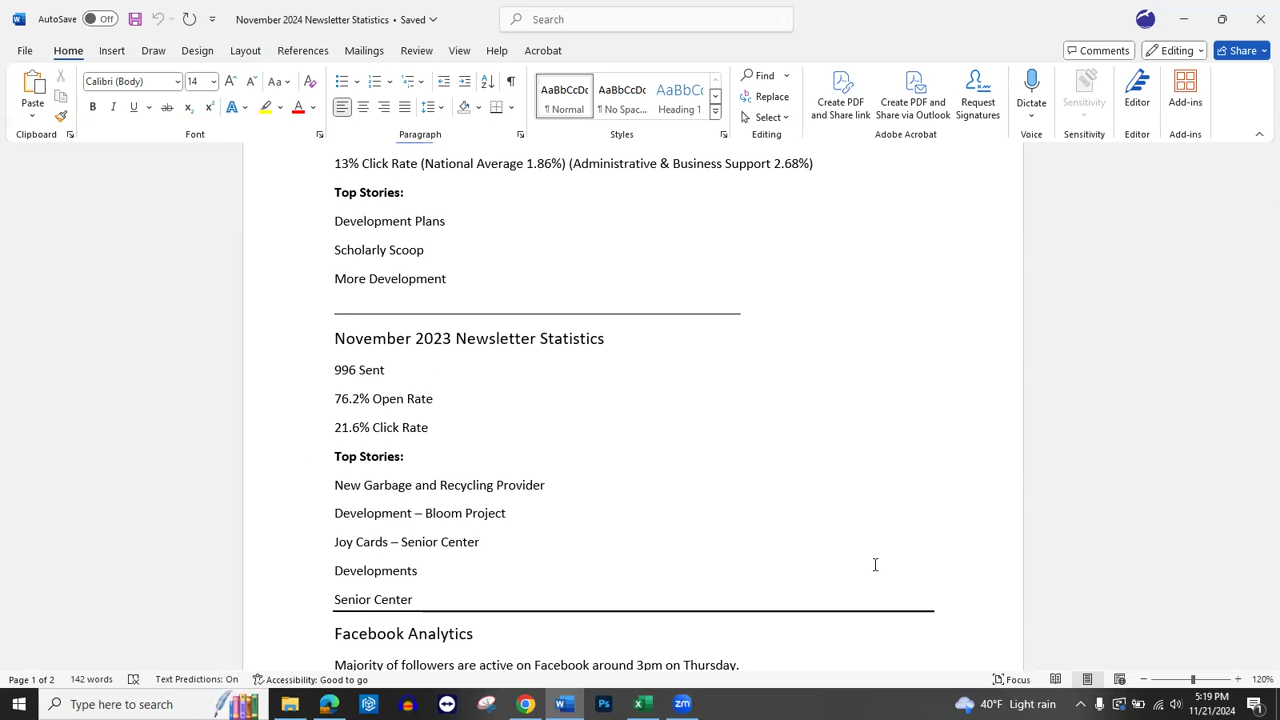 AutoSave Off November 2024 Newsletter Statistics • Saved Search
File Home Insert Draw Design Layout References Mailings Review View Help Acrobat Comments Editing Share
Paste Calibri (Body) 14 A A Aa A AaBbCcDc AaBbCcDc AaBbCc Find Create PDF and Share link Create PDF and Share via Outlook Request Signatures Dictate Sensitivity Editor Add-ins
B I U ab x₂ x² A A ¶ Normal ¶ No Spac... Heading 1 Replace
Select
Clipboard Font Paragraph Styles Editing Adobe Acrobat Voice Sensitivity Editor Add-ins
13% Click Rate (National Average 1.86%) (Administrative & Business Support 2.68%)
Top Stories:
Development Plans
Scholarly Scoop
More Development
November 2023 Newsletter Statistics
996 Sent
76.2% Open Rate
21.6% Click Rate
Top Stories:
New Garbage and Recycling Provider
Development – Bloom Project
Joy Cards – Senior Center
Developments
Senior Center
Facebook Analytics
Majority of followers are active on Facebook around 3pm on Thursday.
Page 1 of 2 142 words Text Predictions: On Accessibility: Good to go Focus 120%
Type here to search 40°F Light rain 5:19 PM
11/21/2024